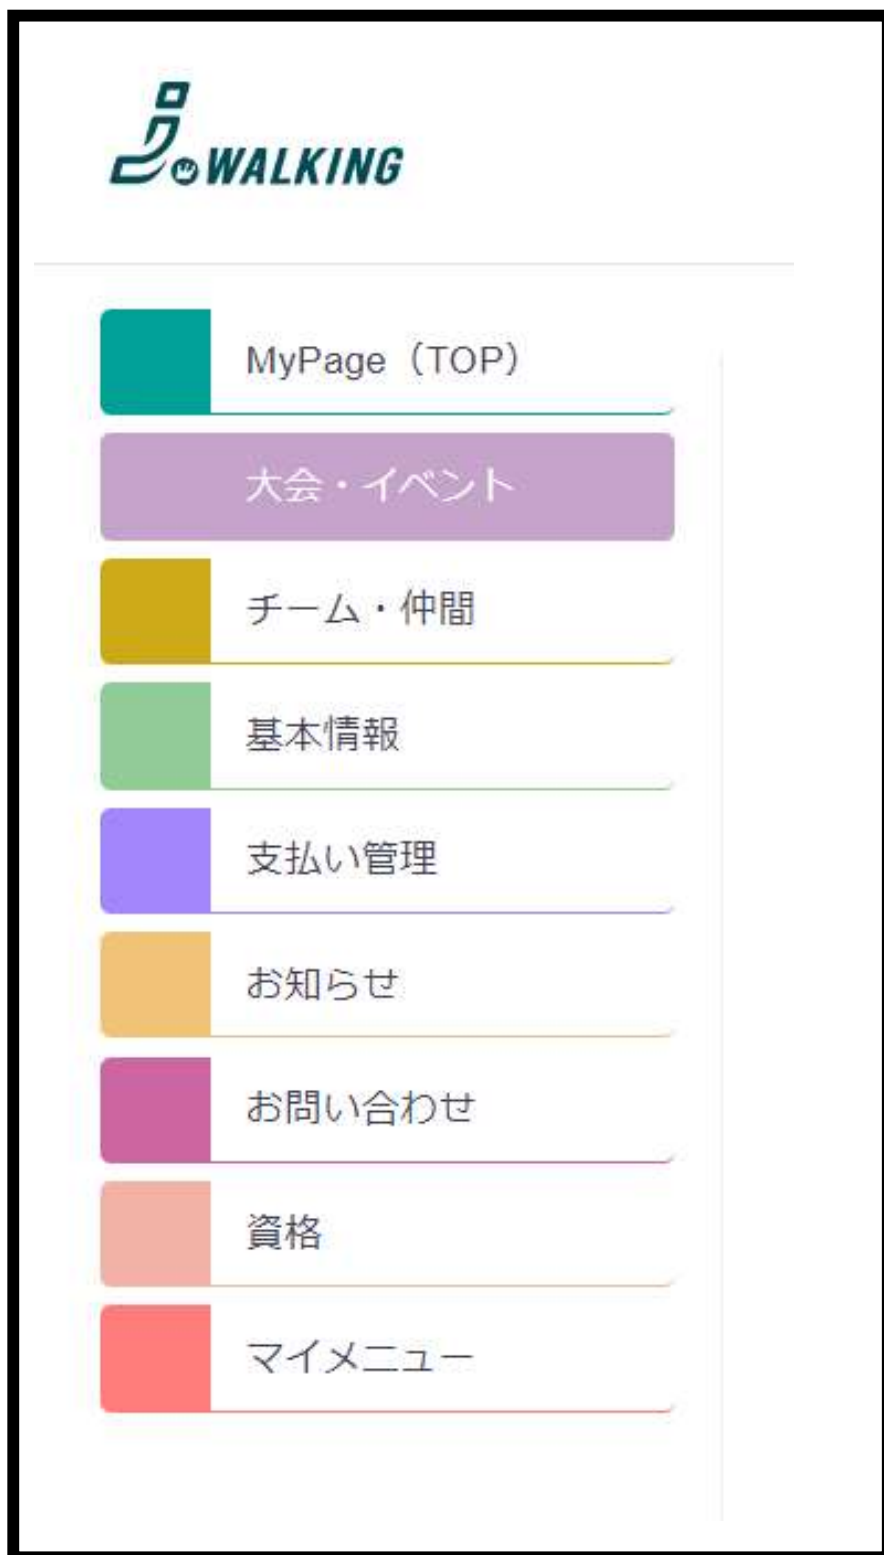 J.WALKING
MyPage（TOP）
大会・イベント
チーム・仲間
基本情報
支払い管理
お知らせ
お問い合わせ
資格
マイメニュー